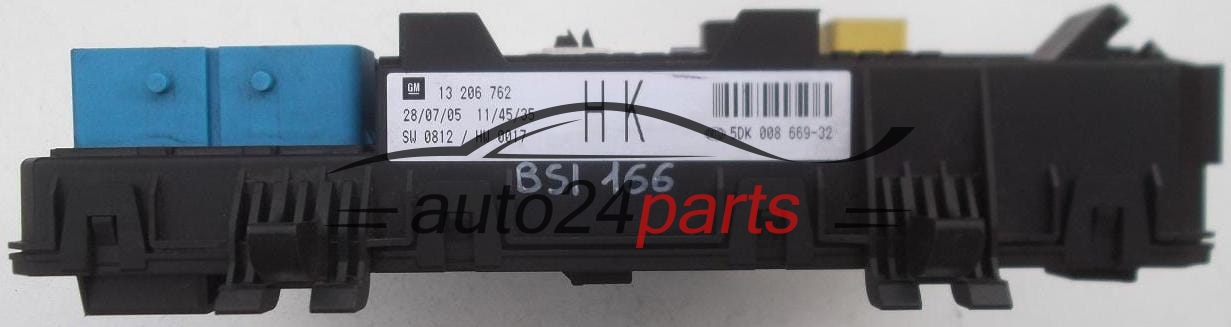 GM 13 206 762
28/07/05 11/45/35
SW 0812 / HW 0017
HK
5DK 008 669-32
BSI 166
auto24parts